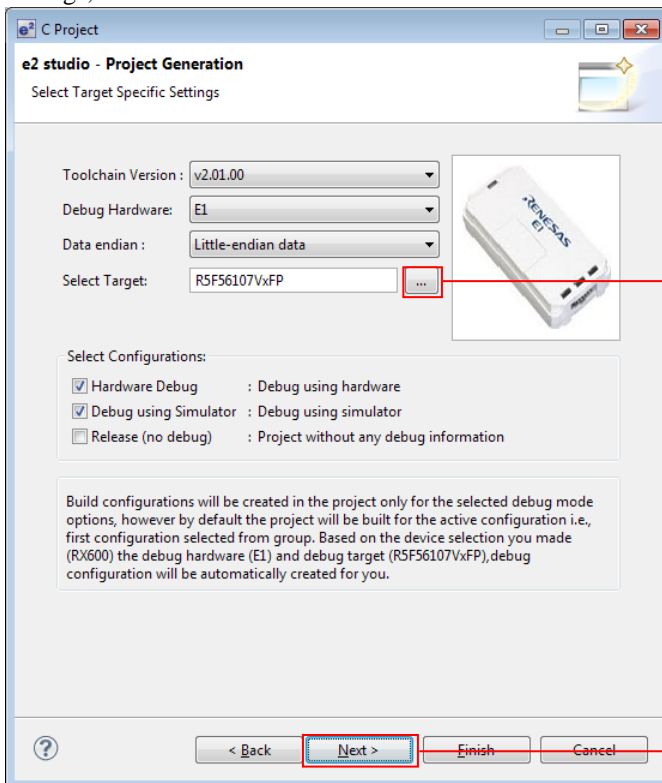 C Project
e2 studio - Project Generation
Select Target Specific Settings
Toolchain Version : v2.01.00
Debug Hardware: E1
Data endian : Little-endian data
Select Target: R5F56107VxFP ...
RENESAS
E1
Select Configurations:
Hardware Debug : Debug using hardware
Debug using Simulator : Debug using simulator
Release (no debug) : Project without any debug information
Build configurations will be created in the project only for the selected debug mode
options, however by default the project will be built for the active configuration i.e.,
first configuration selected from group. Based on the device selection you made
(RX600) the debug hardware (E1) and debug target (R5F56107VxFP),debug
configuration will be automatically created for you.
? < Back Next > Finish Cancel